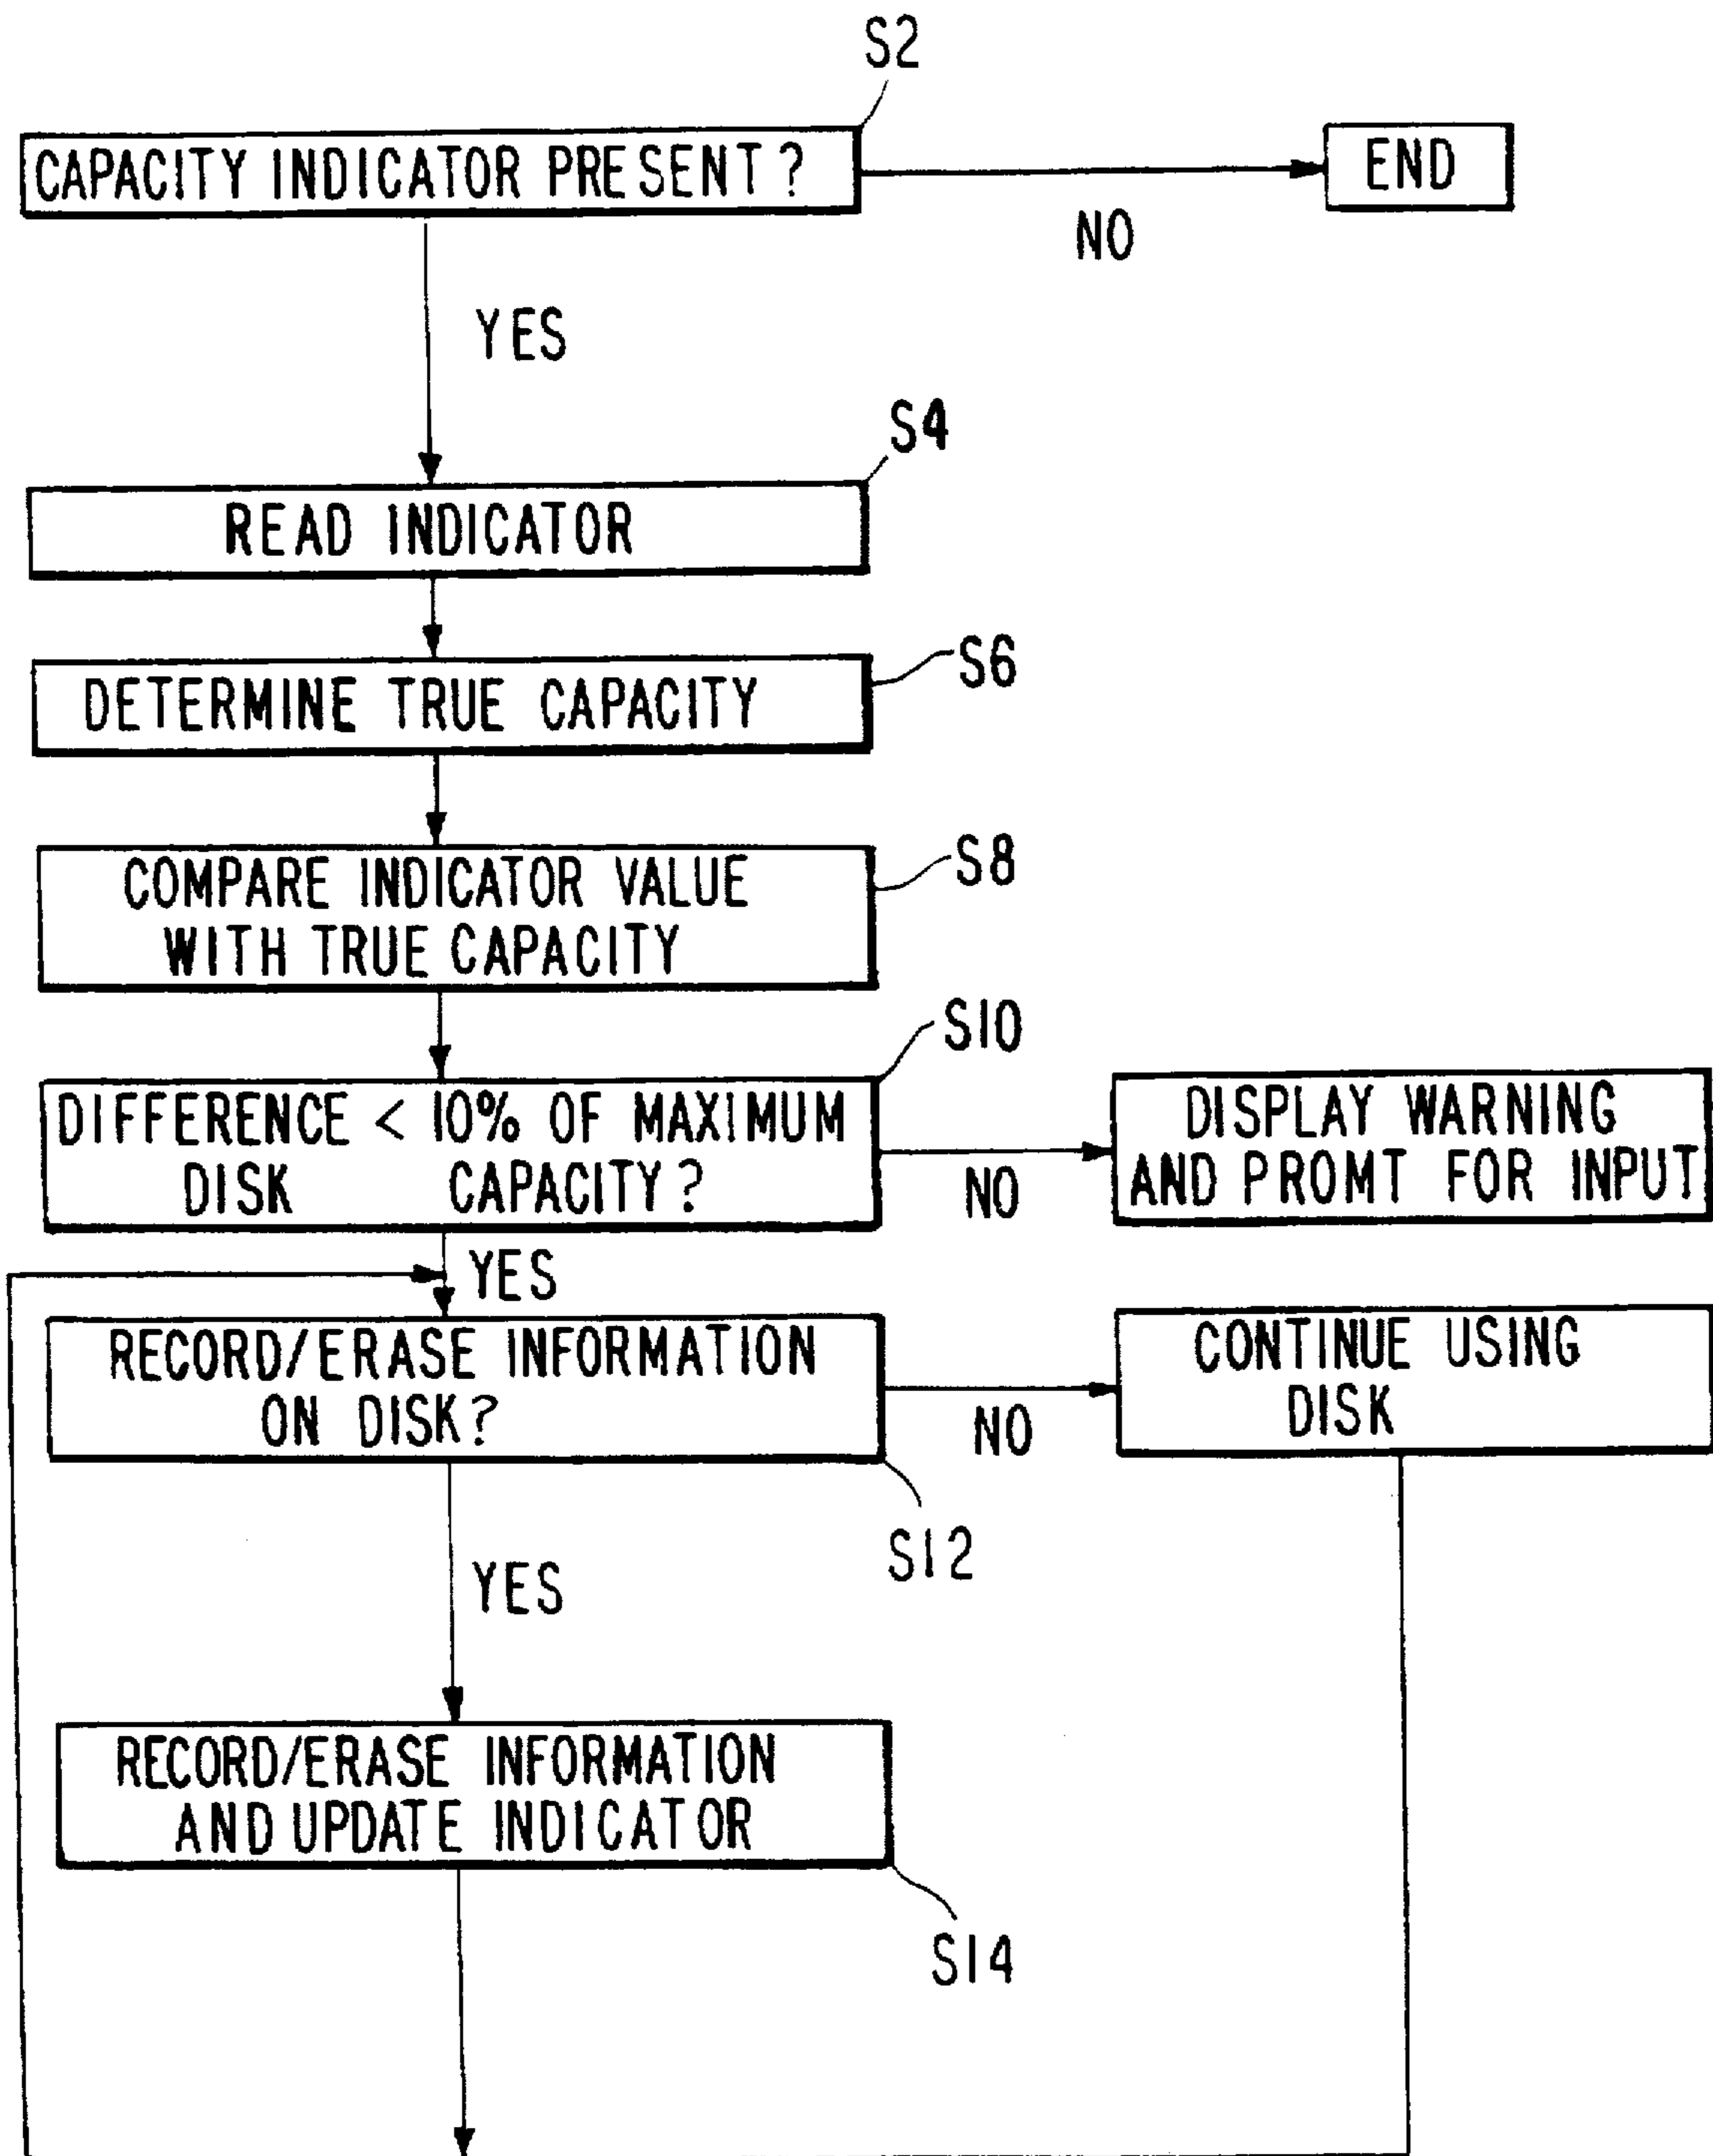 S2
CAPACITY INDICATOR PRESENT?
END
NO
YES
S4
READ INDICATOR
S6
DETERMINE TRUE CAPACITY
S8
COMPARE INDICATOR VALUE
WITH TRUE CAPACITY
S10
DIFFERENCE < 10% OF MAXIMUM
DISK CAPACITY?
NO
DISPLAY WARNING
AND PROMT FOR INPUT
YES
RECORD/ERASE INFORMATION
ON DISK?
NO
CONTINUE USING
DISK
S12
YES
RECORD/ERASE INFORMATION
AND UPDATE INDICATOR
S14